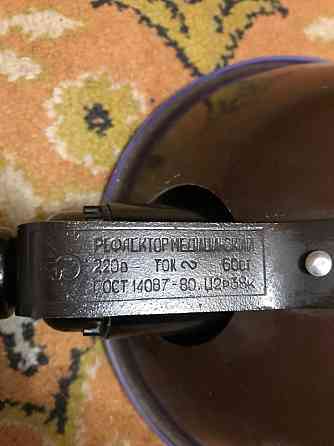 РЕФЛЕКТОР МЕДИЦИНСКИЙ
220в ТОК ~ 60вт
ГОСТ 14087-80. Ц2р38к